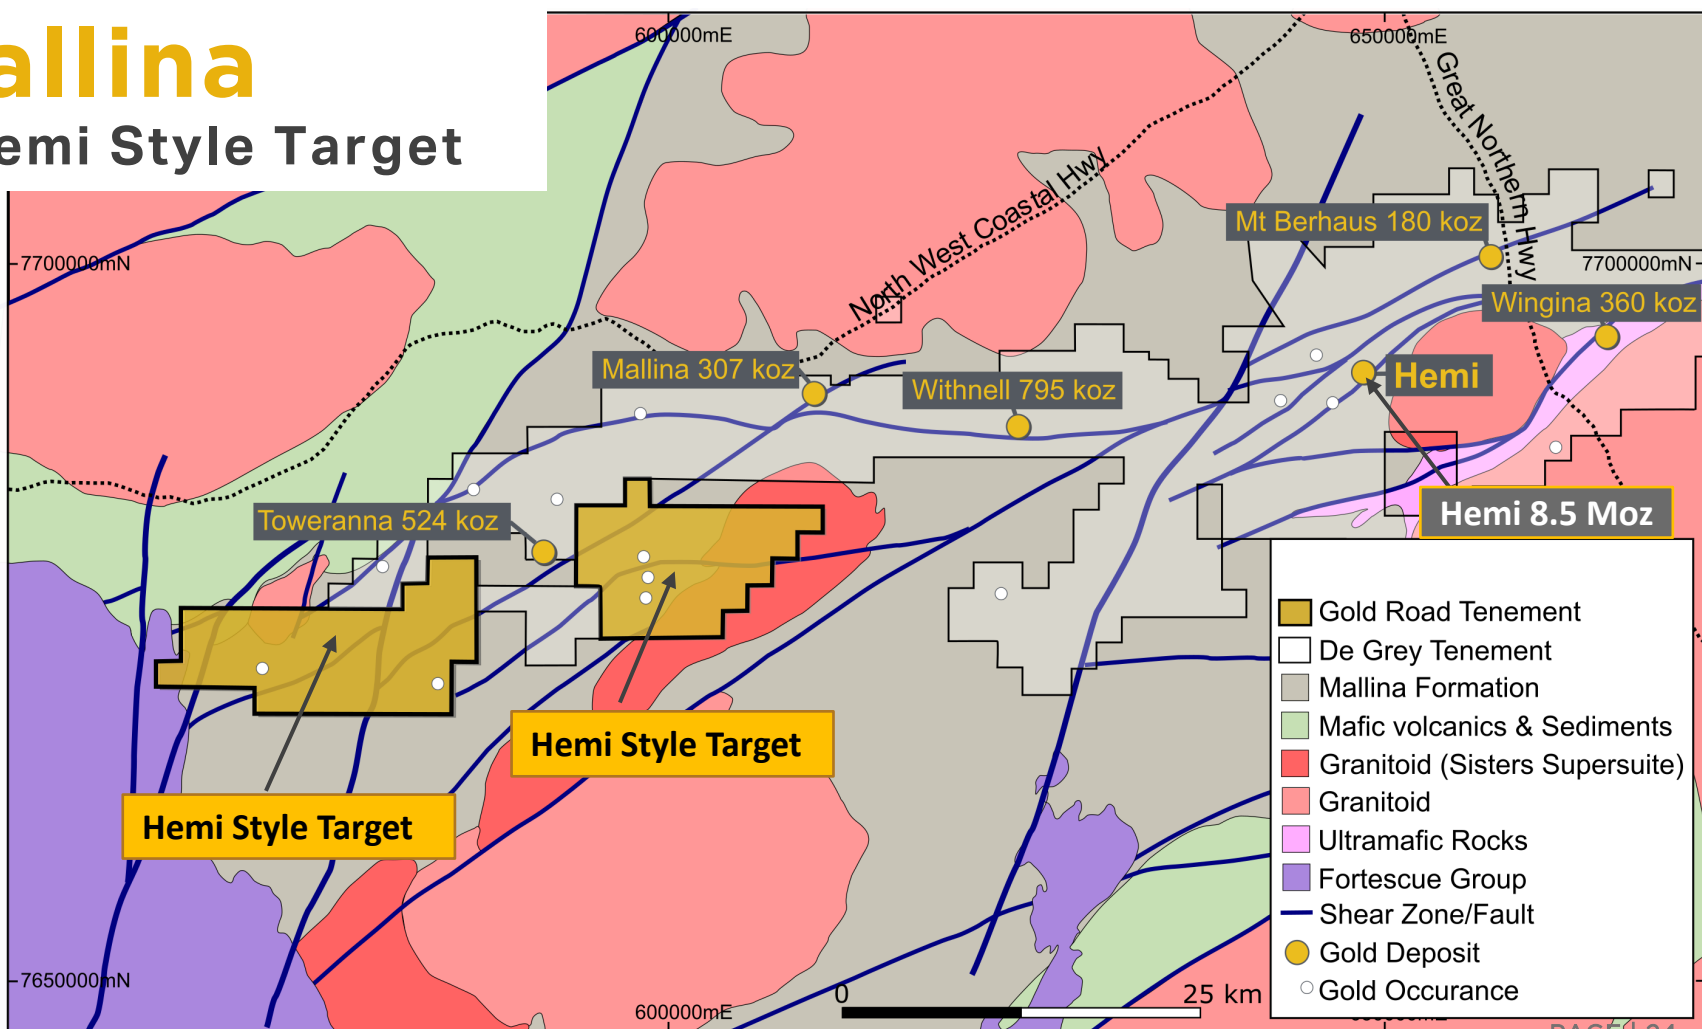 allina
emi Style Target
600000mE
650000mE
Great Northern Hwy
North West Coastal Hwy
Mt Berhaus 180 koz
7700000mN
7700000mN
Wingina 360 koz
Mallina 307 koz
Withnell 795 koz
Hemi
Toweranna 524 koz
Hemi 8.5 Moz
Hemi Style Target
Hemi Style Target
Gold Road Tenement
De Grey Tenement
Mallina Formation
Mafic volcanics & Sediments
Granitoid (Sisters Supersuite)
Granitoid
Ultramafic Rocks
Fortescue Group
Shear Zone/Fault
Gold Deposit
Gold Occurance
7650000mN
600000mE
0
25 km